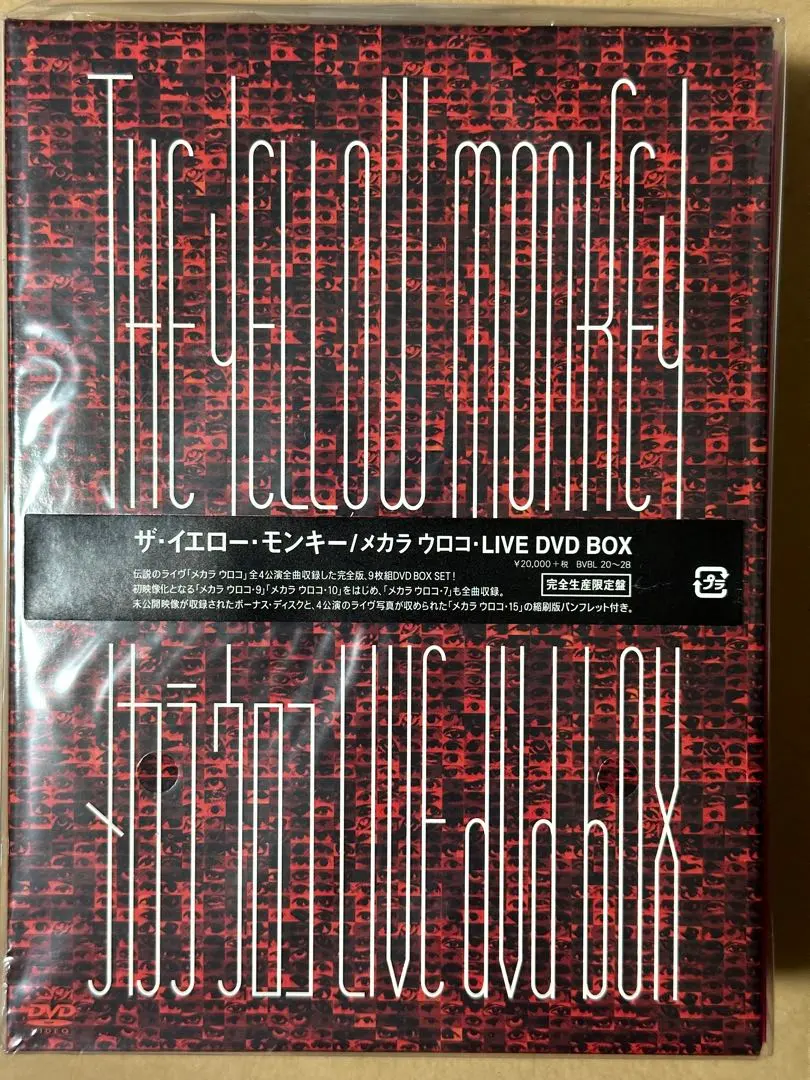 THE YELLOW MONKEY
ザ・イエロー・モンキー/メカラ ウロコ・LIVE DVD BOX
¥20,000+税 BVBL 20〜28
伝説のライヴ「メカラ ウロコ」全4公演全曲収録した完全版、9枚組DVD BOX SET!
完全生産限定盤
プラ
初映像化となる「メカラ ウロコ・9」「メカラ ウロコ・10」をはじめ、「メカラ ウロコ・7」も全曲収録。
未公開映像が収録されたボーナス・ディスクと、4公演のライヴ写真が収められた「メカラ ウロコ・15」の縮刷版パンフレット付き。
メカラ ウロコ LIVE dvd box
DVD
VIDEO